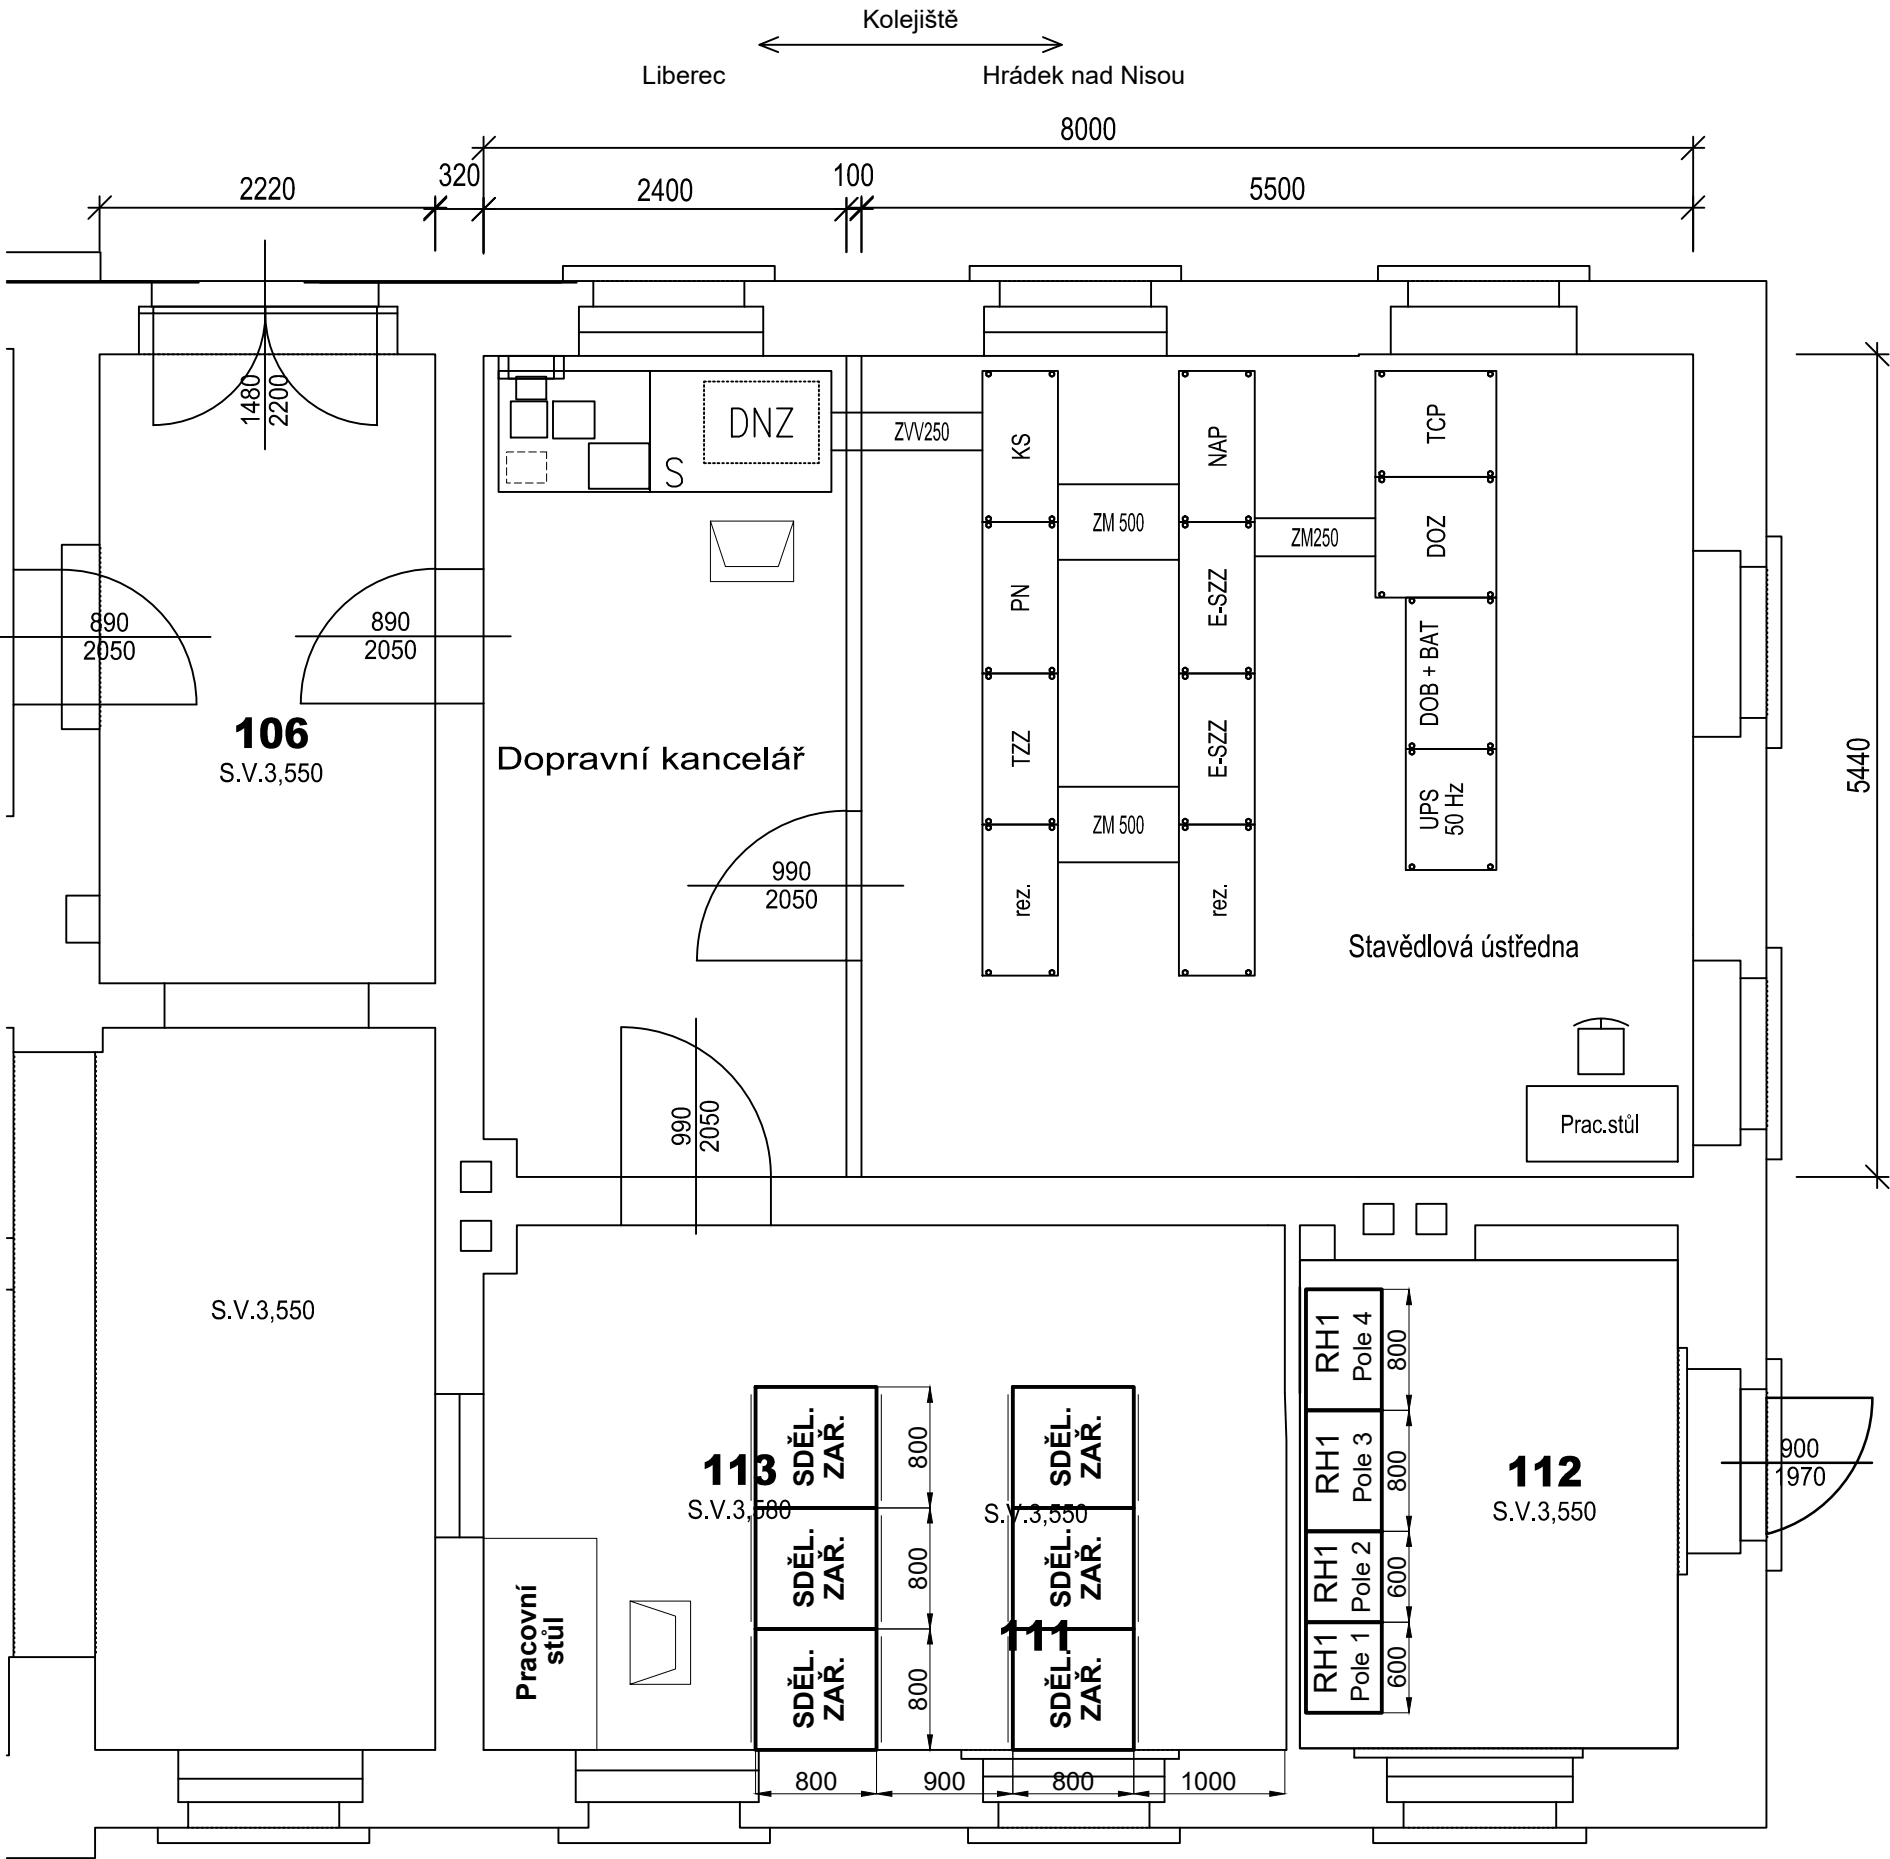 Kolejiště
Liberec
Hrádek nad Nisou
8000
2220
320
2400
100
5500
1480
2200
DNZ
S
ZVV250
KS
NAP
TCP
ZM 500
ZM250
DOZ
PN
E-SZZ
DOB + BAT
890
2050
890
2050
106
S.V.3,550
Dopravní kancelář
TZZ
E-SZZ
UPS
50 Hz
5440
ZM 500
990
2050
rez.
rez.
Stavědlová ústředna
990
2050
Prac.stůl
S.V.3,550
RH1
Pole 4
800
SDĚL.
ZAŘ.
800
SDĚL.
ZAŘ.
113
S.V.3,580
S.V.3,550
RH1
Pole 3
800
112
S.V.3,550
900
1970
SDĚL.
ZAŘ.
800
SDĚL.
ZAŘ.
RH1
Pole 2
600
Pracovní
stůl
111
SDĚL.
ZAŘ.
800
SDĚL.
ZAŘ.
RH1
Pole 1
600
800
900
800
1000